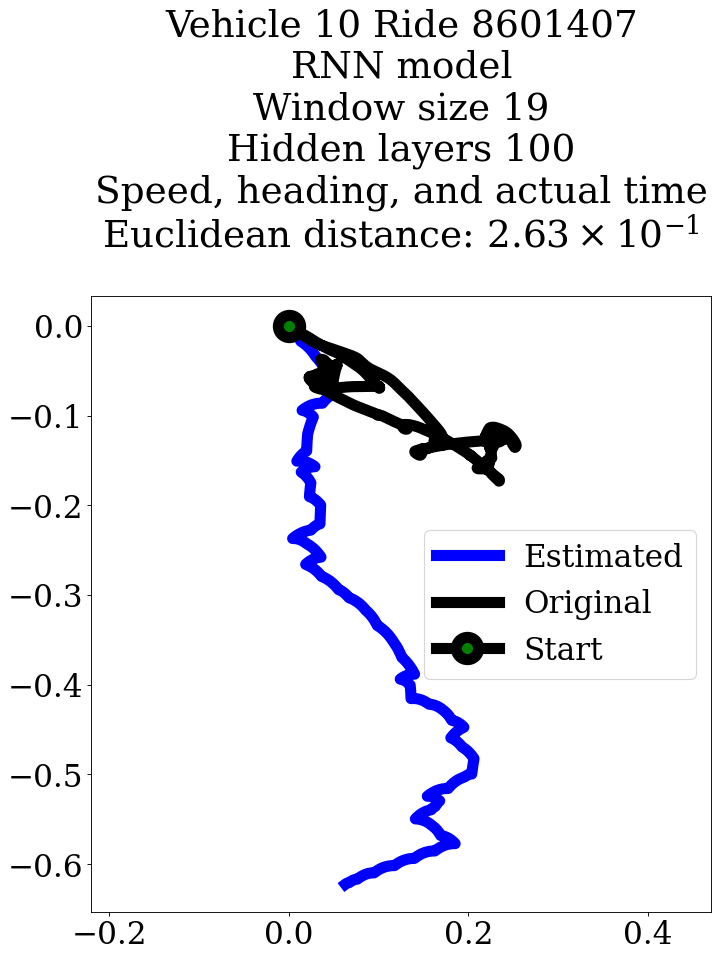 Vehicle 10 Ride 8601407
RNN model
Window size 19
Hidden layers 100
Speed, heading, and actual time
Euclidean distance: 2.63 × 10⁻¹
0.0
−0.1
−0.2
−0.3
−0.4
−0.5
−0.6
Estimated
Original
Start
−0.2 0.0 0.2 0.4